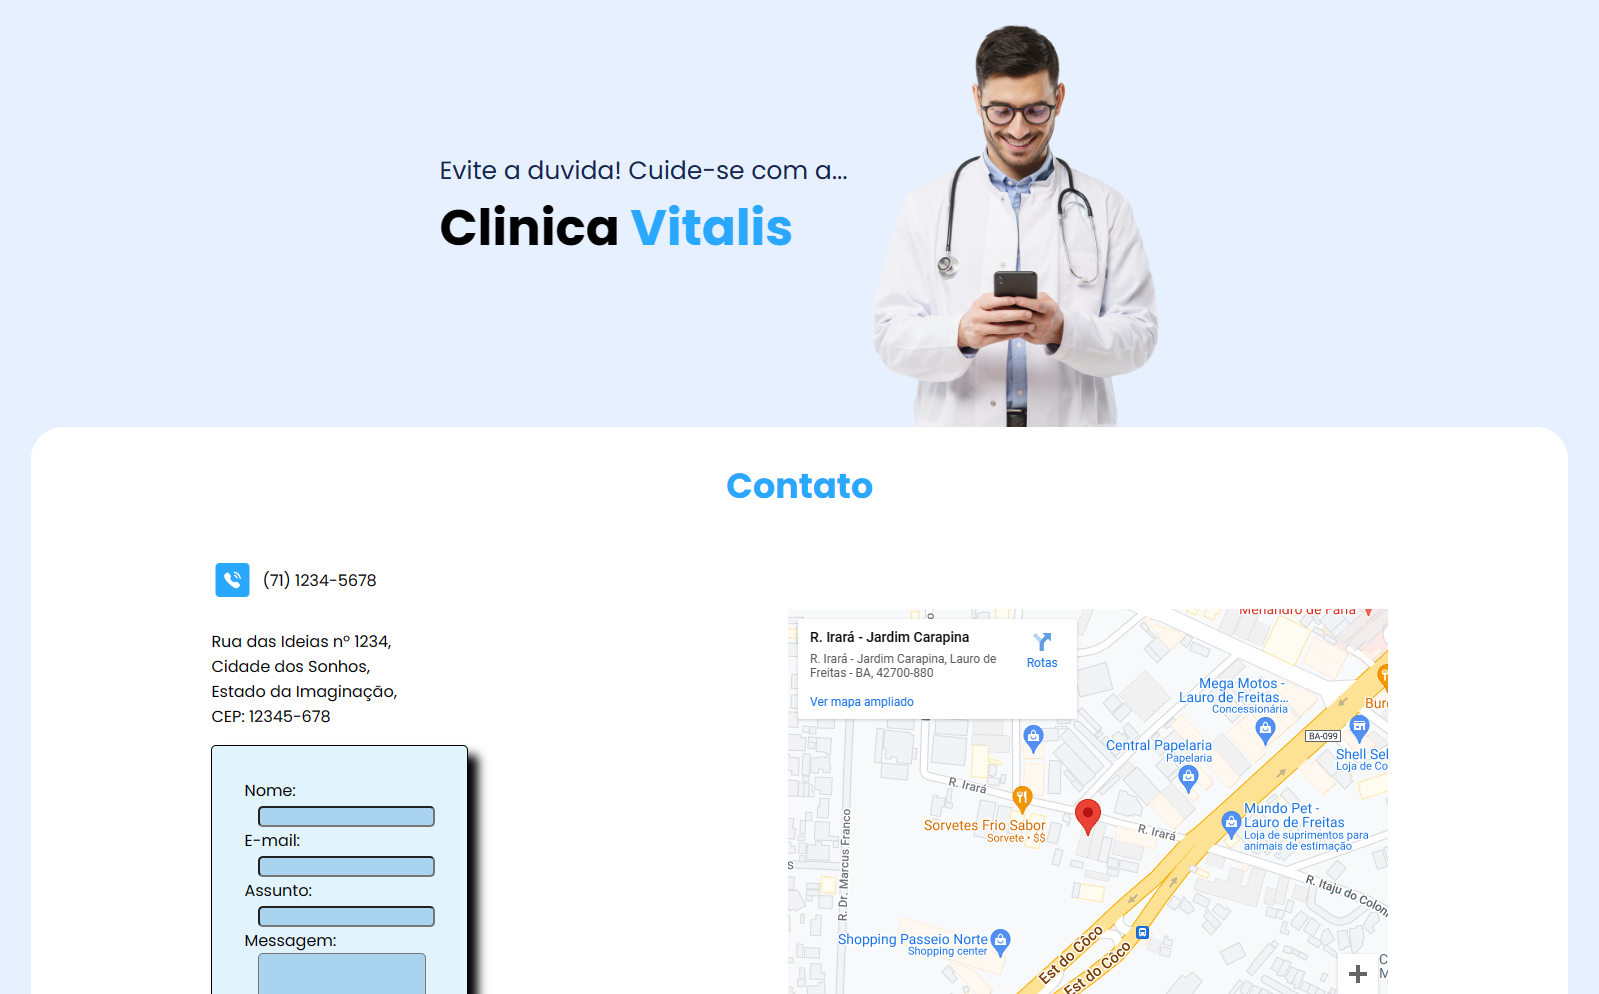 Evite a duvida! Cuide-se com a...
Clinica Vitalis
Contato
(71) 1234-5678
Rua das Ideias nº 1234,
Cidade dos Sonhos,
Estado da Imaginação,
CEP: 12345-678
Nome:
E-mail:
Assunto:
Messagem:
Menandro de Faria
R. Irará - Jardim Carapina
R. Irará - Jardim Carapina, Lauro de
Freitas - BA, 42700-880
Rotas
Ver mapa ampliado
Mega Motos -
Lauro de Freitas...
Concessionária
BA-099
Central Papelaria
Papelaria
Shell Sel
Loja de Co
R. Irará
Sorvetes Frio Sabor
Sorvete • $$
R. Irará
Mundo Pet -
Lauro de Freitas
Loja de suprimentos para
animais de estimação
R. Dr. Marcus Franco
R. Itaju do Colôni
Shopping Passeio Norte
Shopping center
Est do Côco
Est do Côco